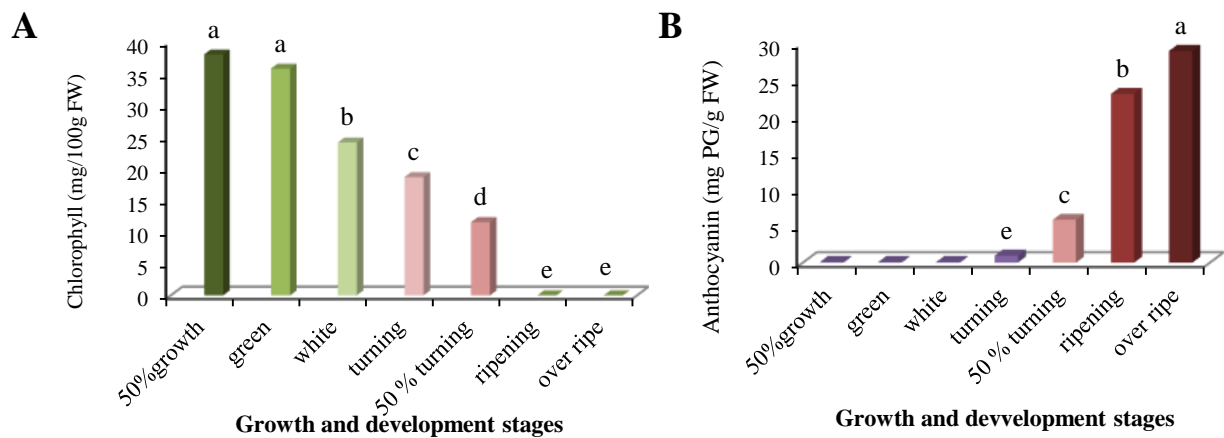 A
Chlorophyll (mg/100g FW)
40
35
30
25
20
15
10
5
0
a
a
b
c
d
e
e
50%growth
green
white
turning
50 % turning
ripening
over ripe
Growth and development stages
B
Anthocyanin (mg PG/g FW)
30
25
20
15
10
5
0
e
c
b
a
50%growth
green
white
turning
50 % turning
ripening
over ripe
Growth and devvelopment stages